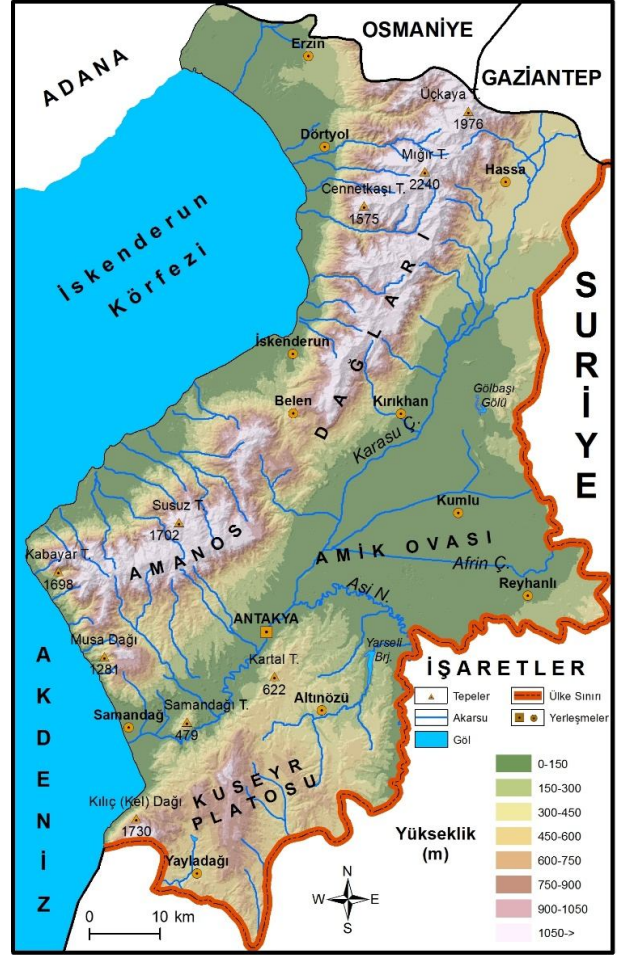 OSMANİYE
ADANA
GAZİANTEP
Erzin
Üçkaya T.
1976
Dörtyol
Mığır T.
2240
Hassa
Cennetkaşı T.
1575
İskenderun
Körfezi
SURİYE
İskenderun
Belen
Kırıkhan
Gölbaşı
Gölü
DAĞLARI
Karasu Ç.
Kumlu
Susuz T.
1702
AMANOS
AMİK OVASI
Kabayar T.
1698
Afrin Ç.
Reyhanlı
Asi N.
ANTAKYA
Musa Dağı
1281
Kartal T.
622
Yarseli
Brj.
AKDENİZ
Samandağ
Samandağı T.
479
Altınözü
KUSEYR
PLATOSU
Kılıç (Kel) Dağı
1730
Yayladağı
0 10 km
N
W E
S
İŞARETLER
Tepeler
Ülke Sınırı
Akarsu
Yerleşmeler
Göl
Yükseklik
(m)
0-150
150-300
300-450
450-600
600-750
750-900
900-1050
1050->